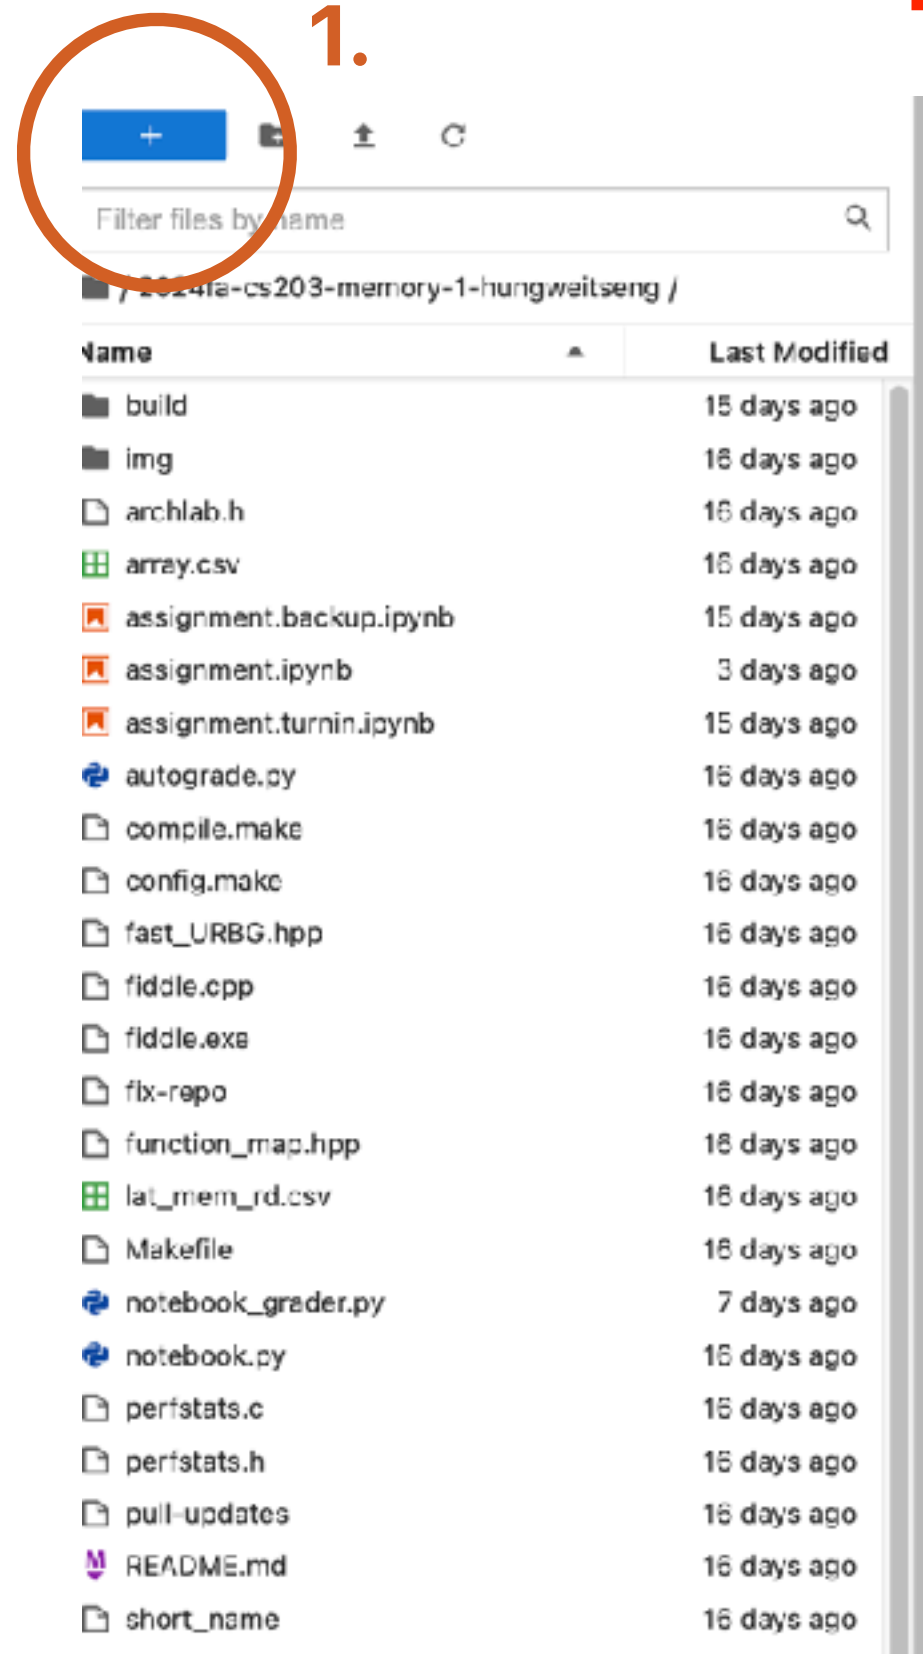 1.
+
Filter files by name
/ 2024fa-cs203-memory-1-hungweitseng /
Name Last Modified
build 15 days ago
img 16 days ago
archlab.h 16 days ago
array.csv 16 days ago
assignment.backup.ipynb 15 days ago
assignment.ipynb 3 days ago
assignment.turnin.ipynb 15 days ago
autograde.py 16 days ago
compile.make 16 days ago
config.make 16 days ago
fast_URBG.hpp 16 days ago
fiddle.cpp 16 days ago
fiddle.exe 16 days ago
fix-repo 16 days ago
function_map.hpp 16 days ago
lat_mem_rd.csv 16 days ago
Makefile 16 days ago
notebook_grader.py 7 days ago
notebook.py 16 days ago
perfstats.c 16 days ago
perfstats.h 16 days ago
pull-updates 16 days ago
README.md 16 days ago
short_name 16 days ago